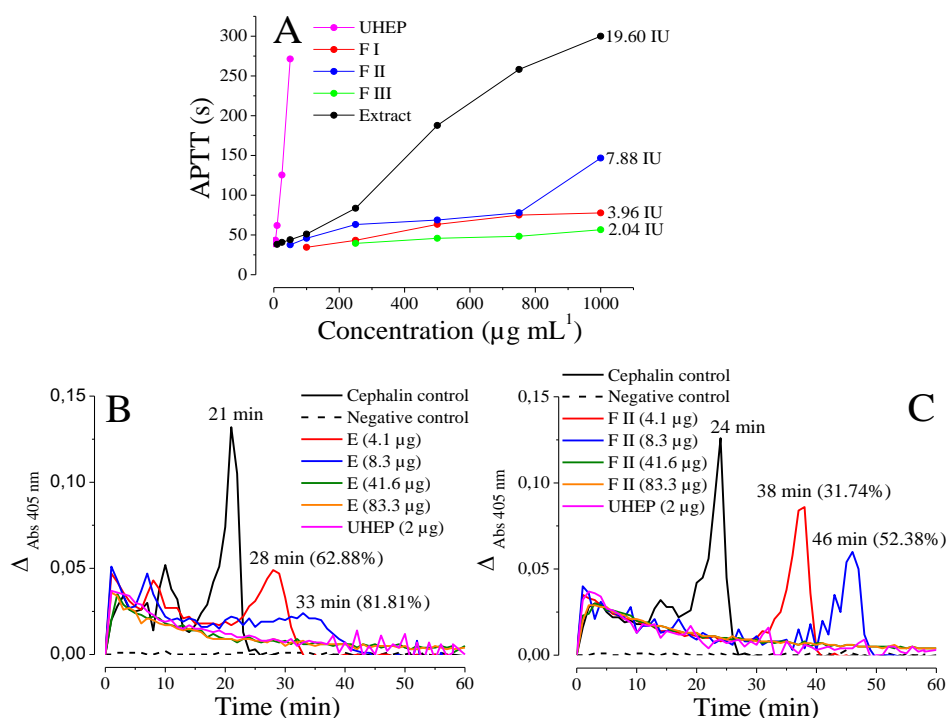 A
UHEP
F I
F II
F III
Extract
300
250
200
150
100
50
0
APTT (s)
19.60 IU
7.88 IU
3.96 IU
2.04 IU
0 200 400 600 800 1000
Concentration (µg mL¹)
B
0,15
0,10
0,05
0,00
Δ Abs 405 nm
Cephalin control
Negative control
E (4.1 µg)
E (8.3 µg)
E (41.6 µg)
E (83.3 µg)
UHEP (2 µg)
21 min
28 min (62.88%)
33 min (81.81%)
0 10 20 30 40 50 60
Time (min)
C
0,15
0,10
0,05
0,00
Δ Abs 405 nm
Cephalin control
Negative control
F II (4.1 µg)
F II (8.3 µg)
F II (41.6 µg)
F II (83.3 µg)
UHEP (2 µg)
24 min
38 min (31.74%)
46 min (52.38%)
0 10 20 30 40 50 60
Time (min)